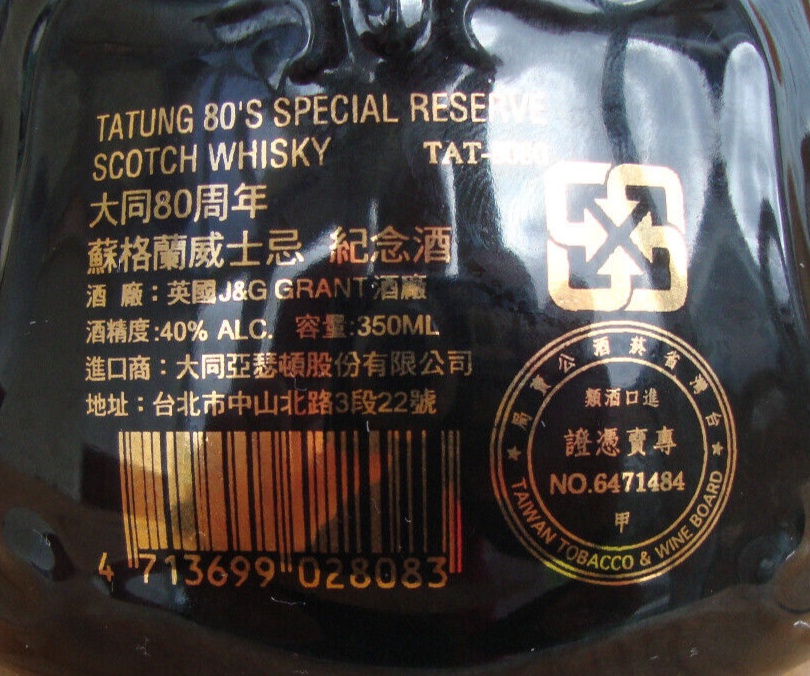 TATUNG 80'S SPECIAL RESERVE
SCOTCH WHISKY
大同80周年
蘇格蘭威士忌 紀念酒
酒 廠：英國J&G GRANT酒廠
酒精度:40% ALC. 容量:350ML
進口商：大同亞瑟頓股份有限公司
地址：台北市中山北路3段22號
4 713699 028083
局賣公酒菸省灣台
類酒口進
證憑賣專
NO.6471484
甲
TAIWAN TOBACCO & WINE BOARD